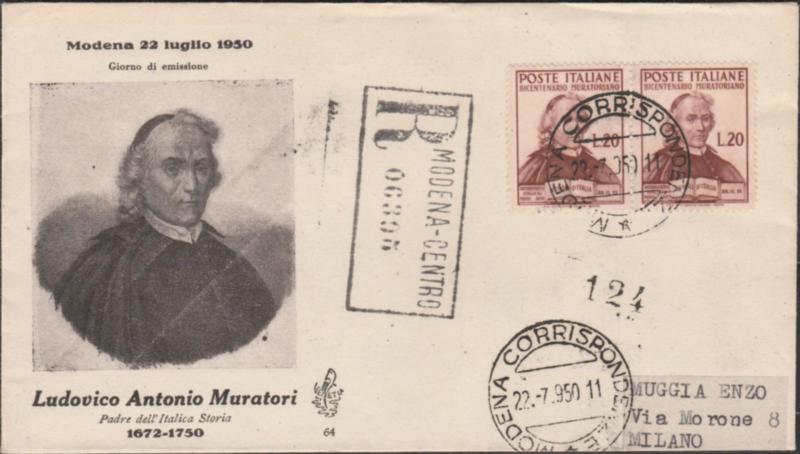 Modena 22 luglio 1950
Giorno di emissione
Ludovico Antonio Muratori
Padre dell'Italica Storia
1672-1750
64
R
MODENA-CENTRO
POSTE ITALIANE
BICENTENARIO MURATORIANO
L.20
POSTE ITALIANE
BICENTENARIO MURATORIANO
L.20
D'ITALIA
MODENA CORRISPONDENZE
22.-7.950 11
124
MODENA CORRISPONDENZE
22.-7.950 11
MUGGIA ENZO
Via Morone 8
MILANO